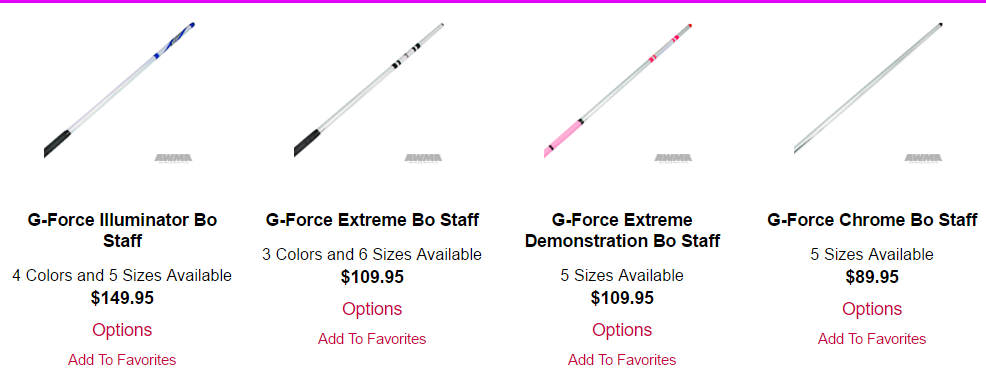 AWMA
AWMA
AWMA
AWMA
G-Force Illuminator Bo
Staff
4 Colors and 5 Sizes Available
$149.95
Options
Add To Favorites
G-Force Extreme Bo Staff
3 Colors and 6 Sizes Available
$109.95
Options
Add To Favorites
G-Force Extreme
Demonstration Bo Staff
5 Sizes Available
$109.95
Options
Add To Favorites
G-Force Chrome Bo Staff
5 Sizes Available
$89.95
Options
Add To Favorites